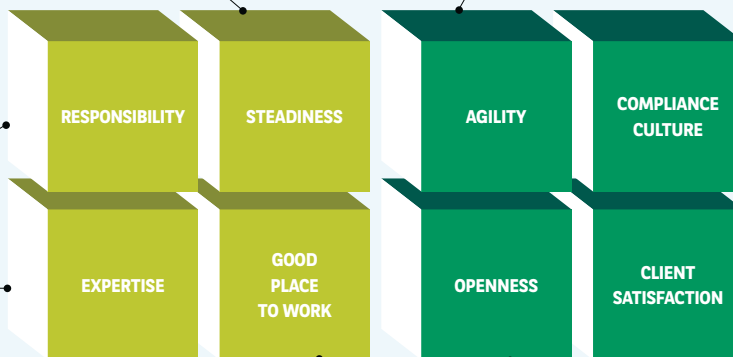 RESPONSIBILITY
STEADINESS
AGILITY
COMPLIANCE
CULTURE
EXPERTISE
GOOD
PLACE
TO WORK
OPENNESS
CLIENT
SATISFACTION